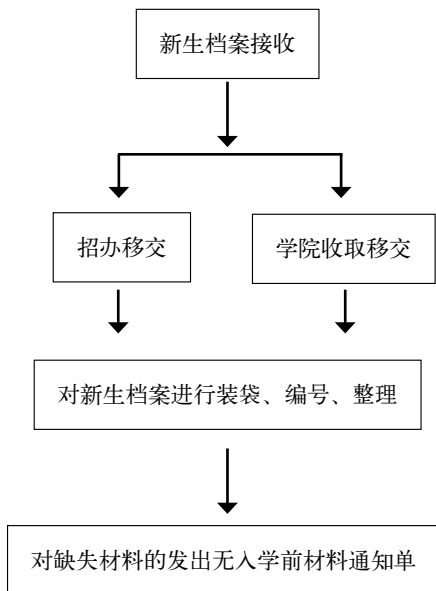 新生档案接收
招办移交
学院收取移交
对新生档案进行装袋、编号、整理
对缺失材料的发出无入学前材料通知单